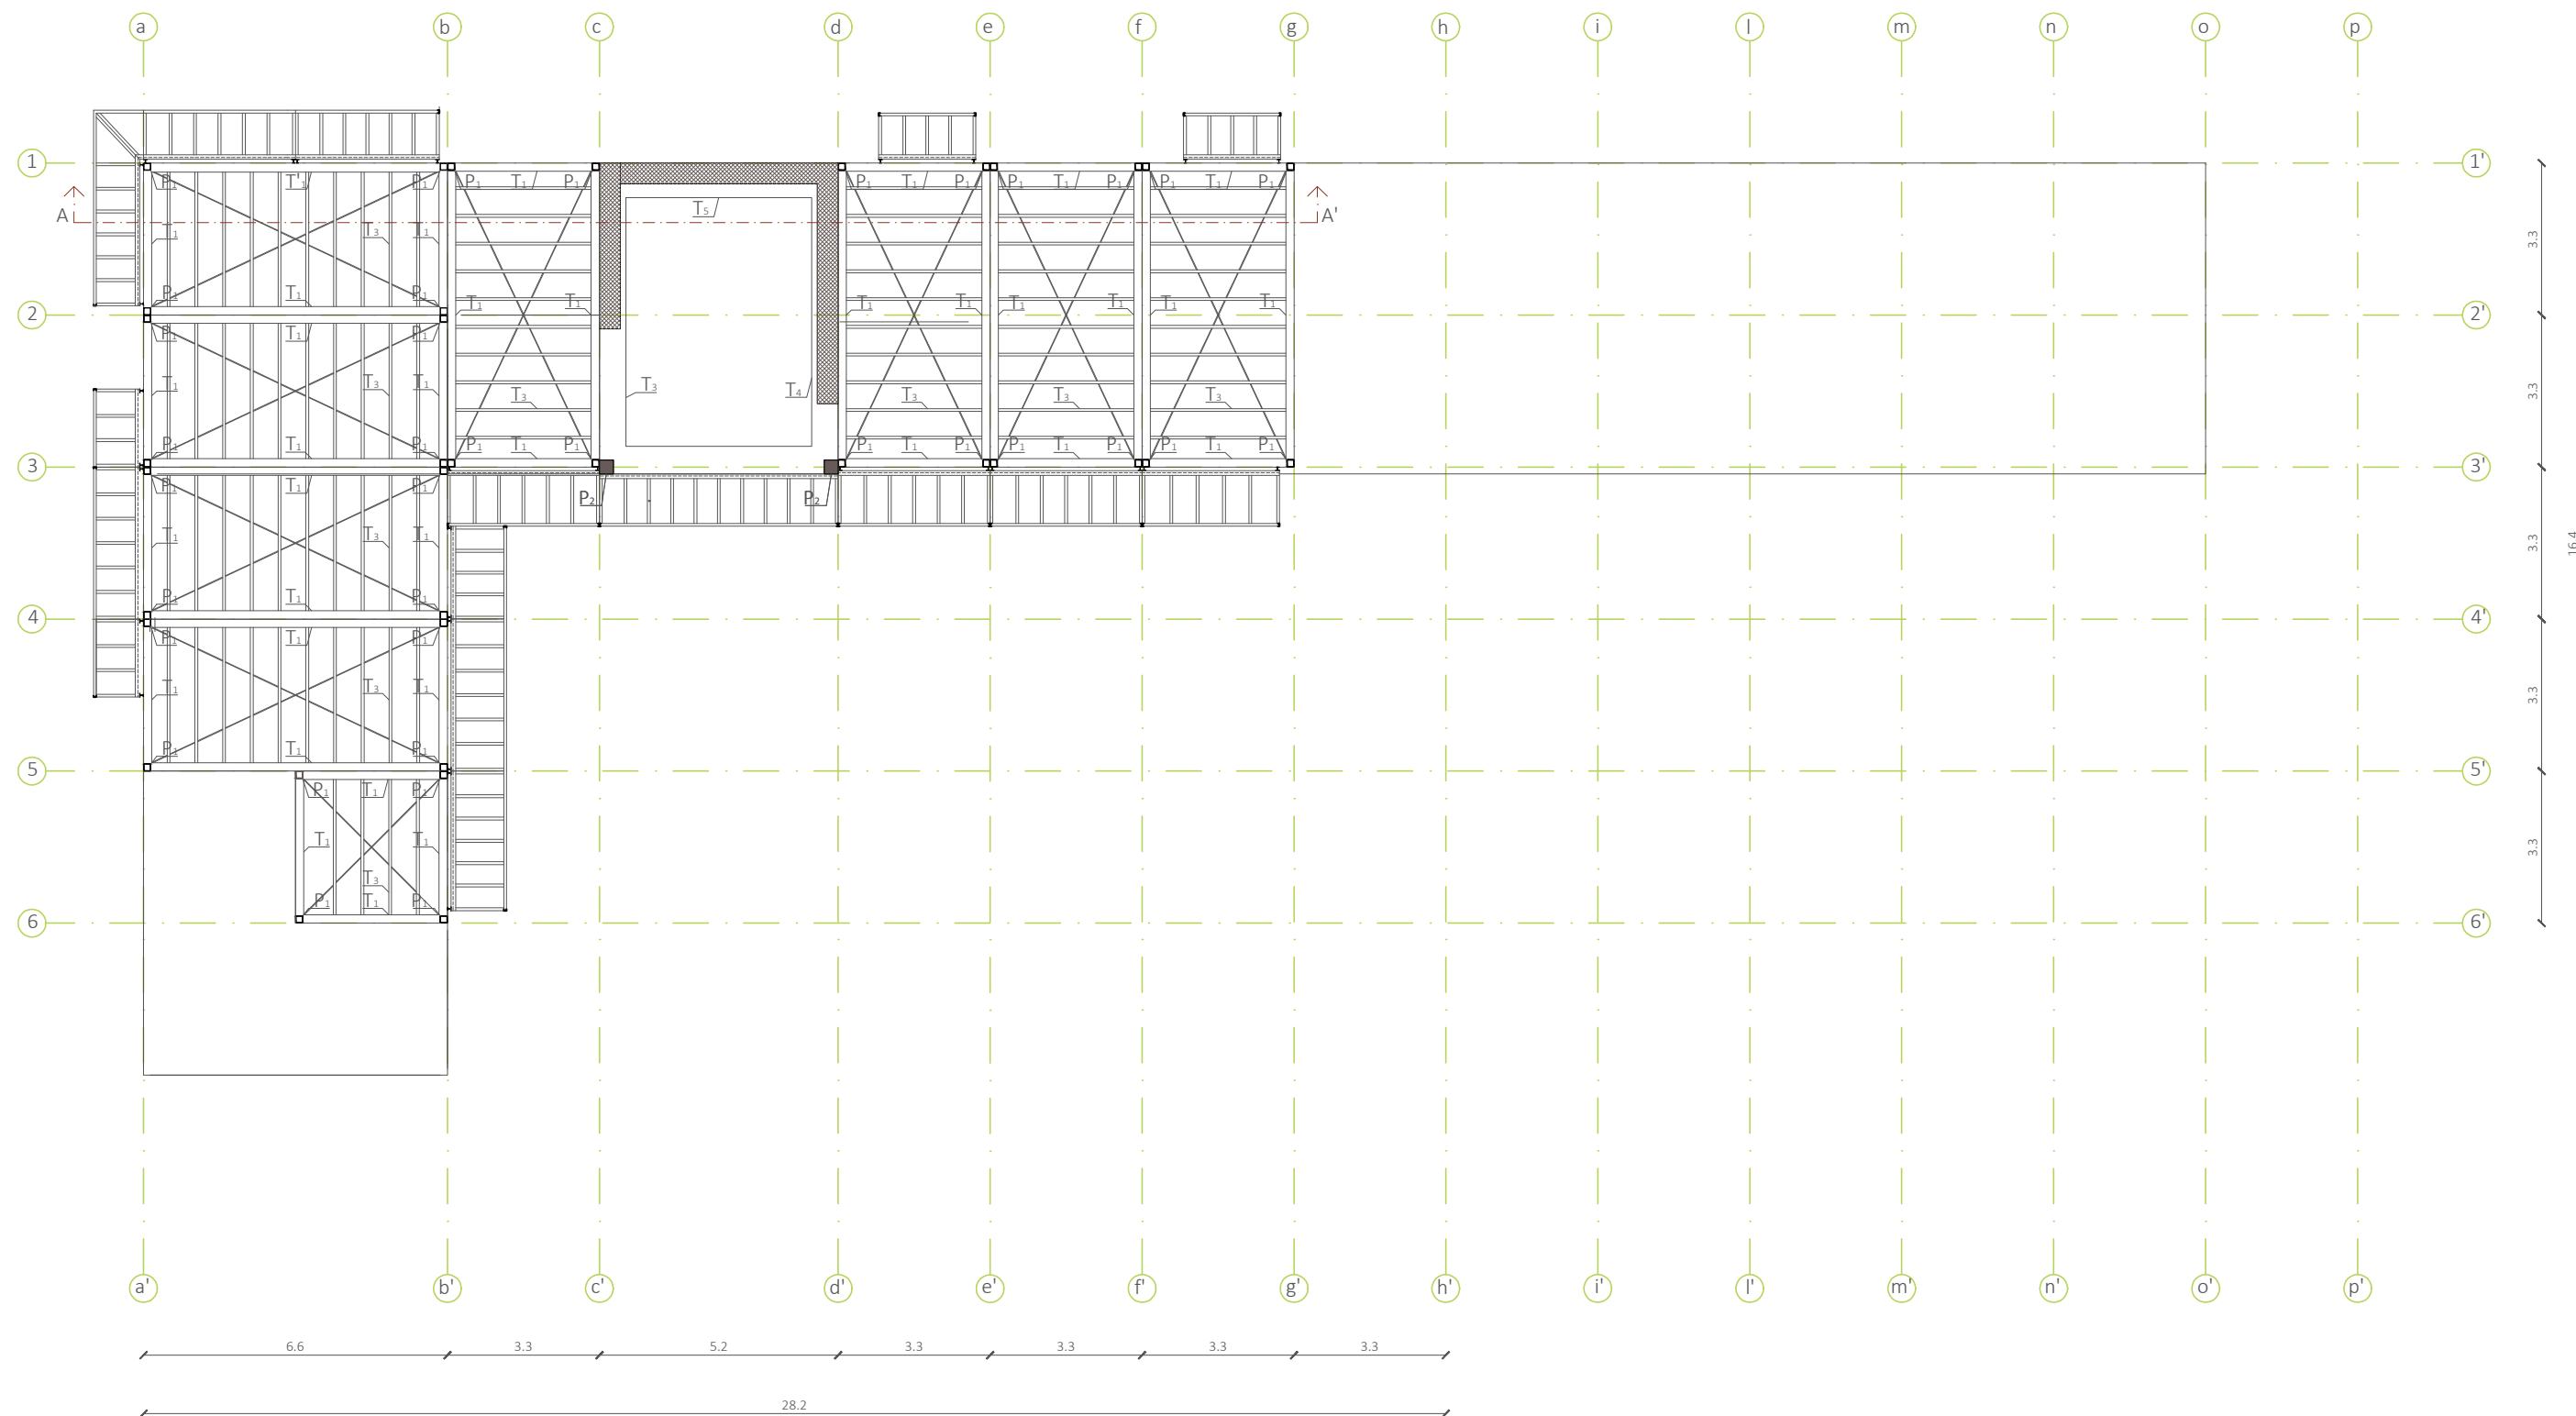 a b c d e f g h i l m n o p
1 1'
P₁ T'₁ P₁ P₁ T₁ P₁ P₁ T₁ P₁ P₁ T₁ P₁ P₁ T₁ P₁
T₅
A A'
T₁ T₃ T₁
3.3
P₁ T₁ P₁ T₁ T₁ T₁ T₁ T₁ T₁ T₁ T₁
2 2'
P₁ T₁ P₁
T₁ T₃ T₁ T₃ T₄
3.3
T₃ T₃ T₃ T₃
P₁ T₁ P₁ P₁ T₁ P₁ P₁ T₁ P₁ P₁ T₁ P₁ P₁ T₁ P₁
3 3'
P₁ T₁ P₁ P₂ P₂
T₁ T₃ T₁
3.3 16.4
P₁ T₁ P₁
4 4'
P₁ T₁ P₁
T₁ T₃ T₁
3.3
P₁ T₁ P₁
5 5'
P₁ T₁ P₁
T₁ T₁
3.3
T₃
P₁ T₁ P₁
6 6'
a' b' c' d' e' f' g' h' i' l' m' n' o' p'
6.6 3.3 5.2 3.3 3.3 3.3 3.3
28.2